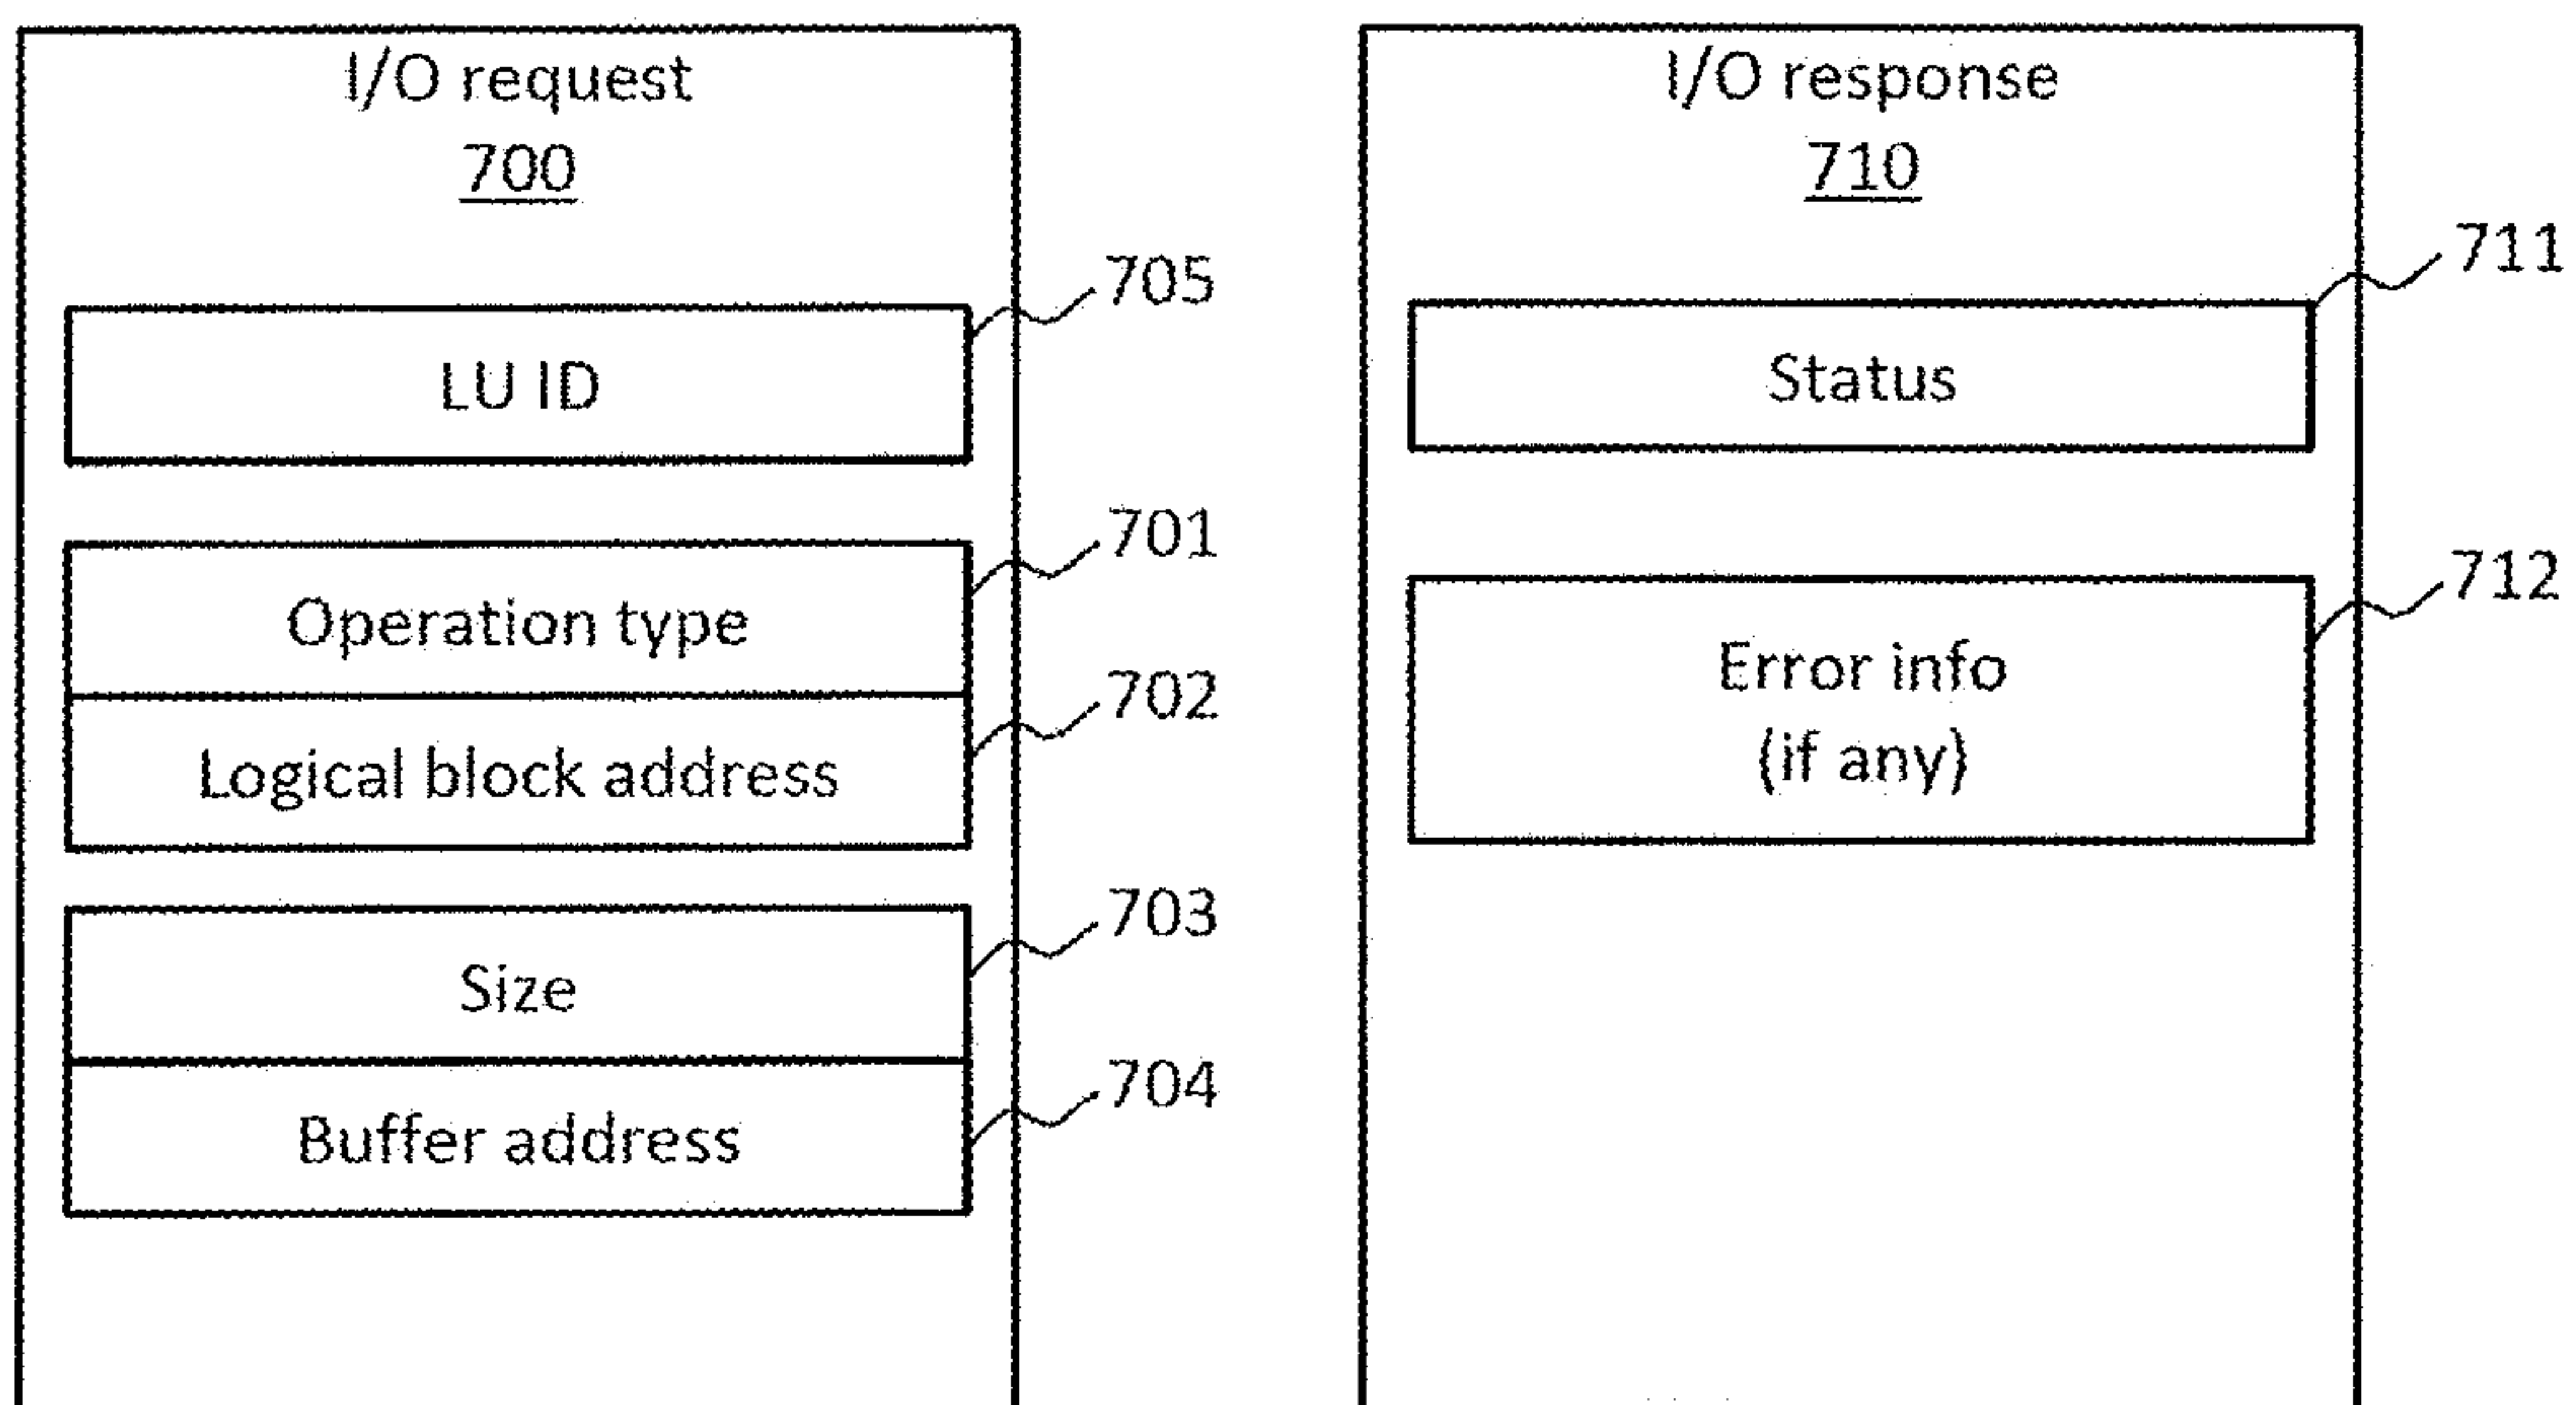 I/O request
700
705
LU ID
701
Operation type
702
Logical block address
703
Size
704
Buffer address
I/O response
710
711
Status
712
Error info
(if any)